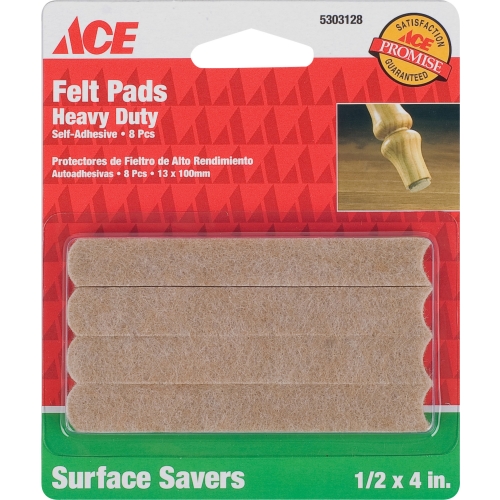 ACE
5303128
SATISFACTION
ACE
PROMISE
GUARANTEED
Felt Pads
Heavy Duty
Self-Adhesive • 8 Pcs
Protectores de Fieltro de Alto Rendimiento
Autoadhesivas • 8 Pcs • 13 x 100mm
Surface Savers
1/2 x 4 in.